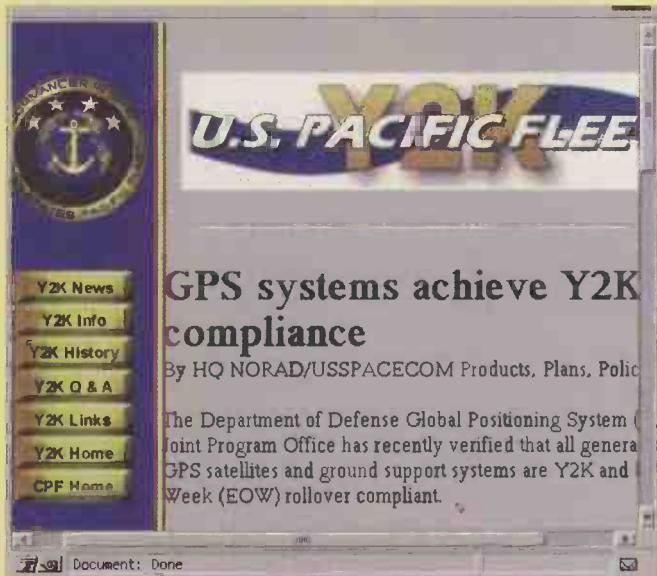 Y2K
U.S. PACIFIC FLEE
Y2K News
Y2K Info
Y2K History
Y2K Q & A
Y2K Links
Y2K Home
CPF Home
GPS systems achieve Y2K
compliance
By HQ NORAD/USSPACECOM Products, Plans, Polic
The Department of Defense Global Positioning System (
Joint Program Office has recently verified that all genera
GPS satellites and ground support systems are Y2K and
Week (EOW) rollover compliant.
Document: Done